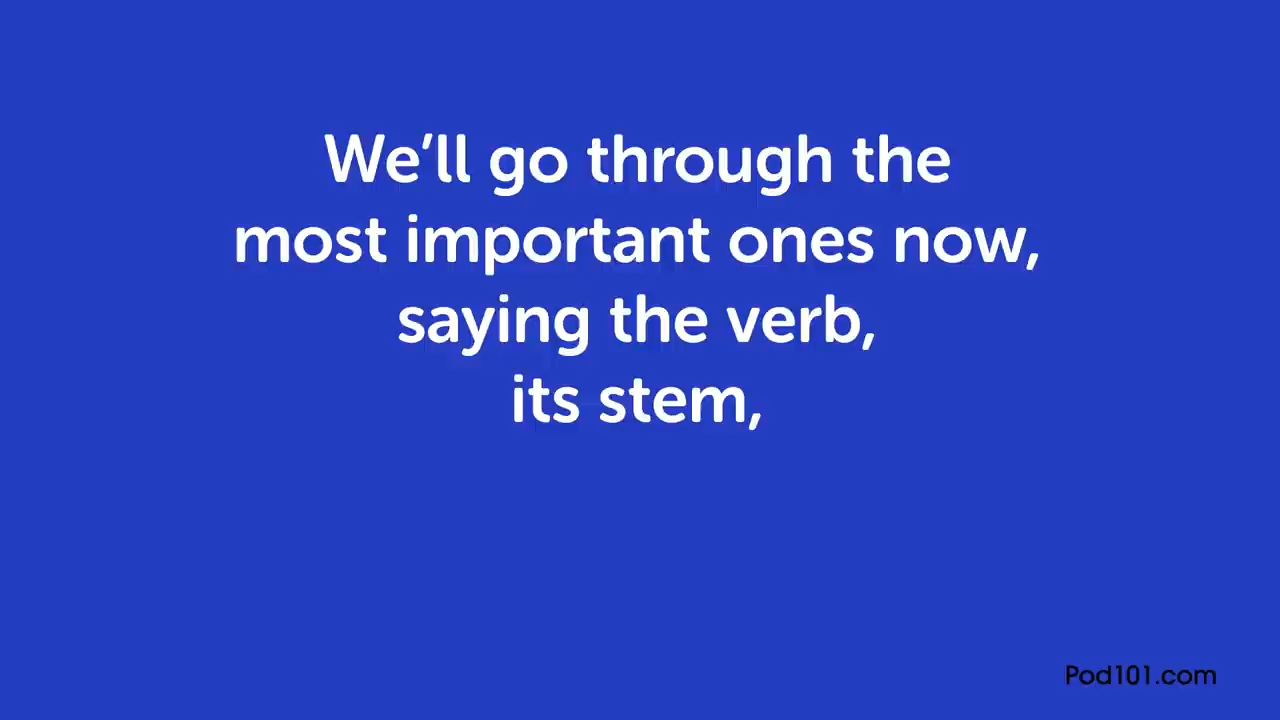 We’ll go through the
most important ones now,
saying the verb,
its stem,
Pod101.com